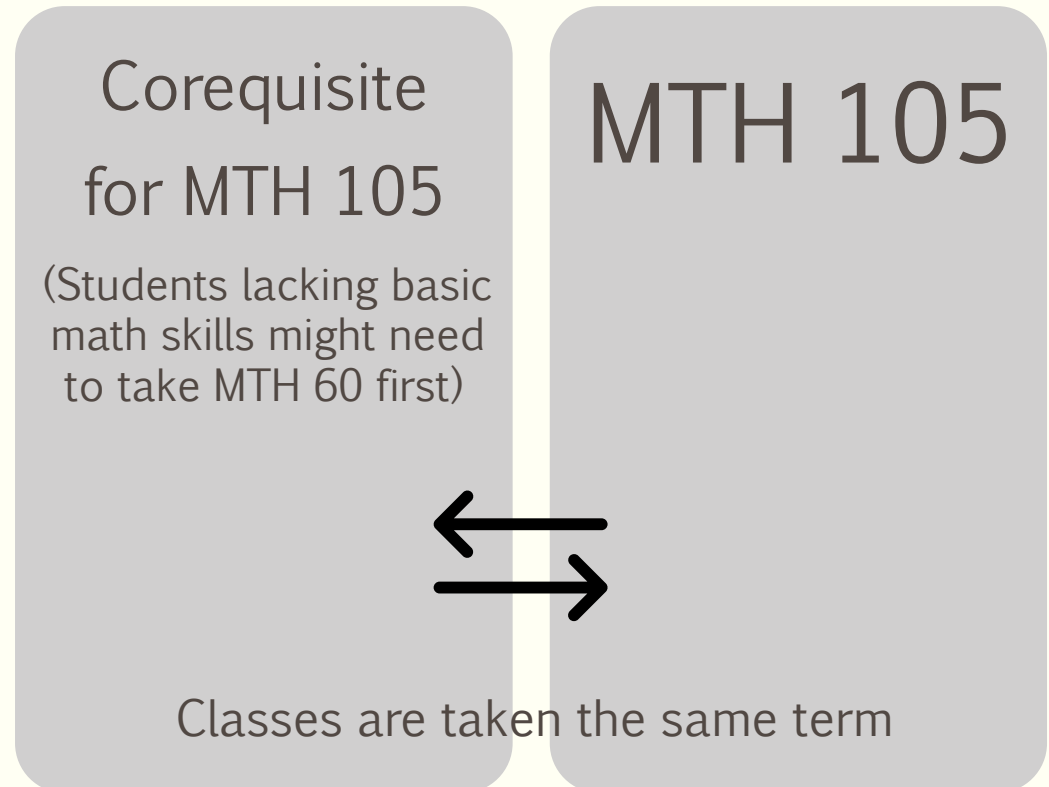 Corequisite
for MTH 105
(Students lacking basic
math skills might need
to take MTH 60 first)
MTH 105
Classes are taken the same term